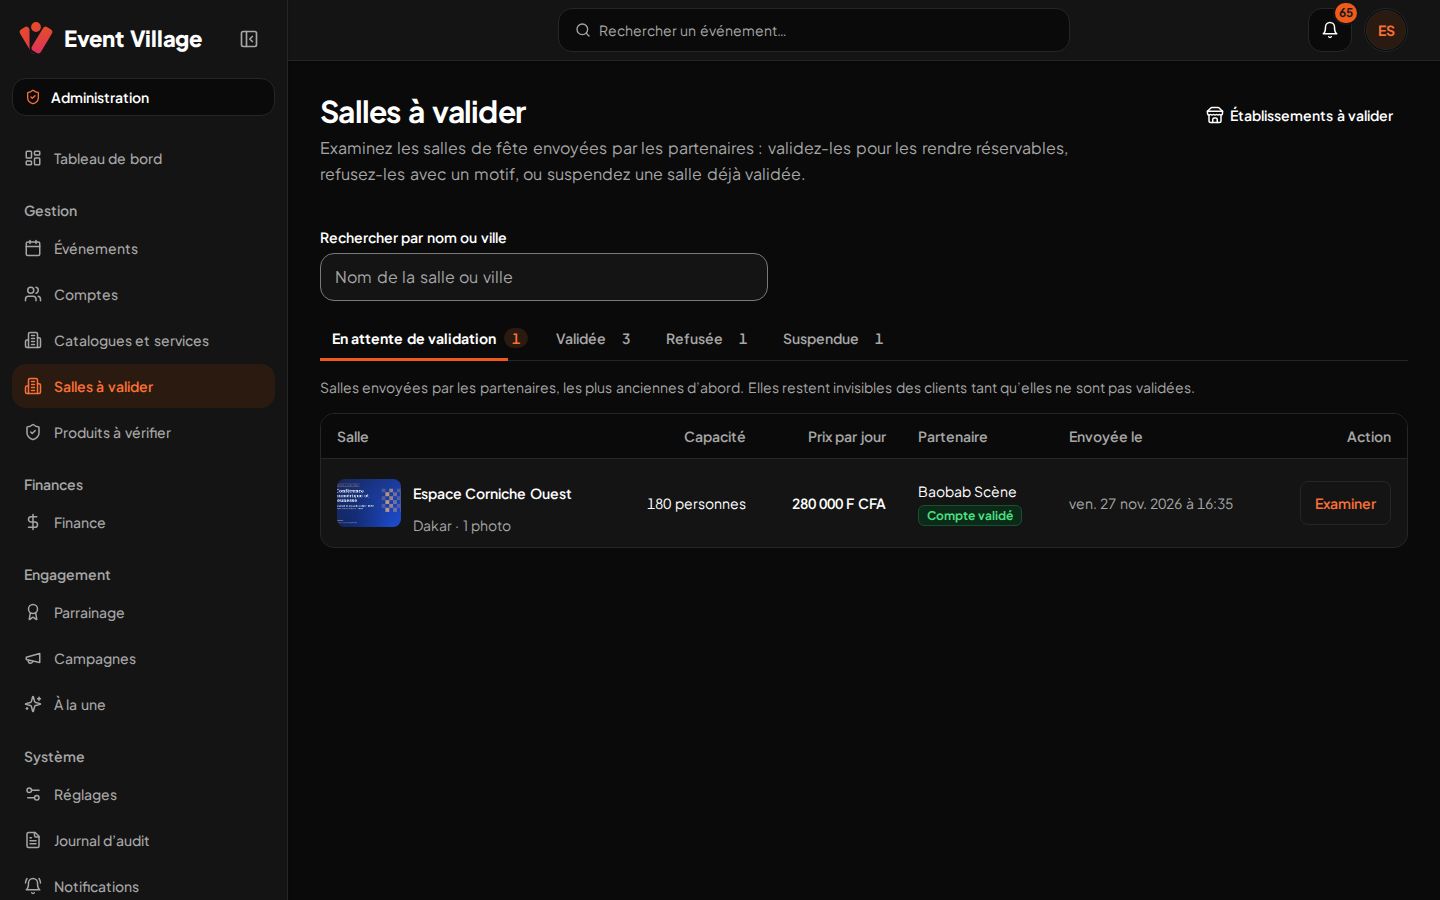 Event Village
Rechercher un événement...
65
ES
Administration
Tableau de bord
Gestion
Événements
Comptes
Catalogues et services
Salles à valider
Produits à vérifier
Finances
Finance
Engagement
Parrainage
Campagnes
À la une
Système
Réglages
Journal d’audit
Notifications
Salles à valider
Établissements à valider
Examinez les salles de fête envoyées par les partenaires : validez-les pour les rendre réservables,
refusez-les avec un motif, ou suspendez une salle déjà validée.
Rechercher par nom ou ville
Nom de la salle ou ville
En attente de validation 1 Validée 3 Refusée 1 Suspendue 1
Salles envoyées par les partenaires, les plus anciennes d’abord. Elles restent invisibles des clients tant qu’elles ne sont pas validées.
Salle Capacité Prix par jour Partenaire Envoyée le Action
Espace Corniche Ouest
Dakar · 1 photo
180 personnes
280 000 F CFA
Baobab Scène
Compte validé
ven. 27 nov. 2026 à 16:35
Examiner